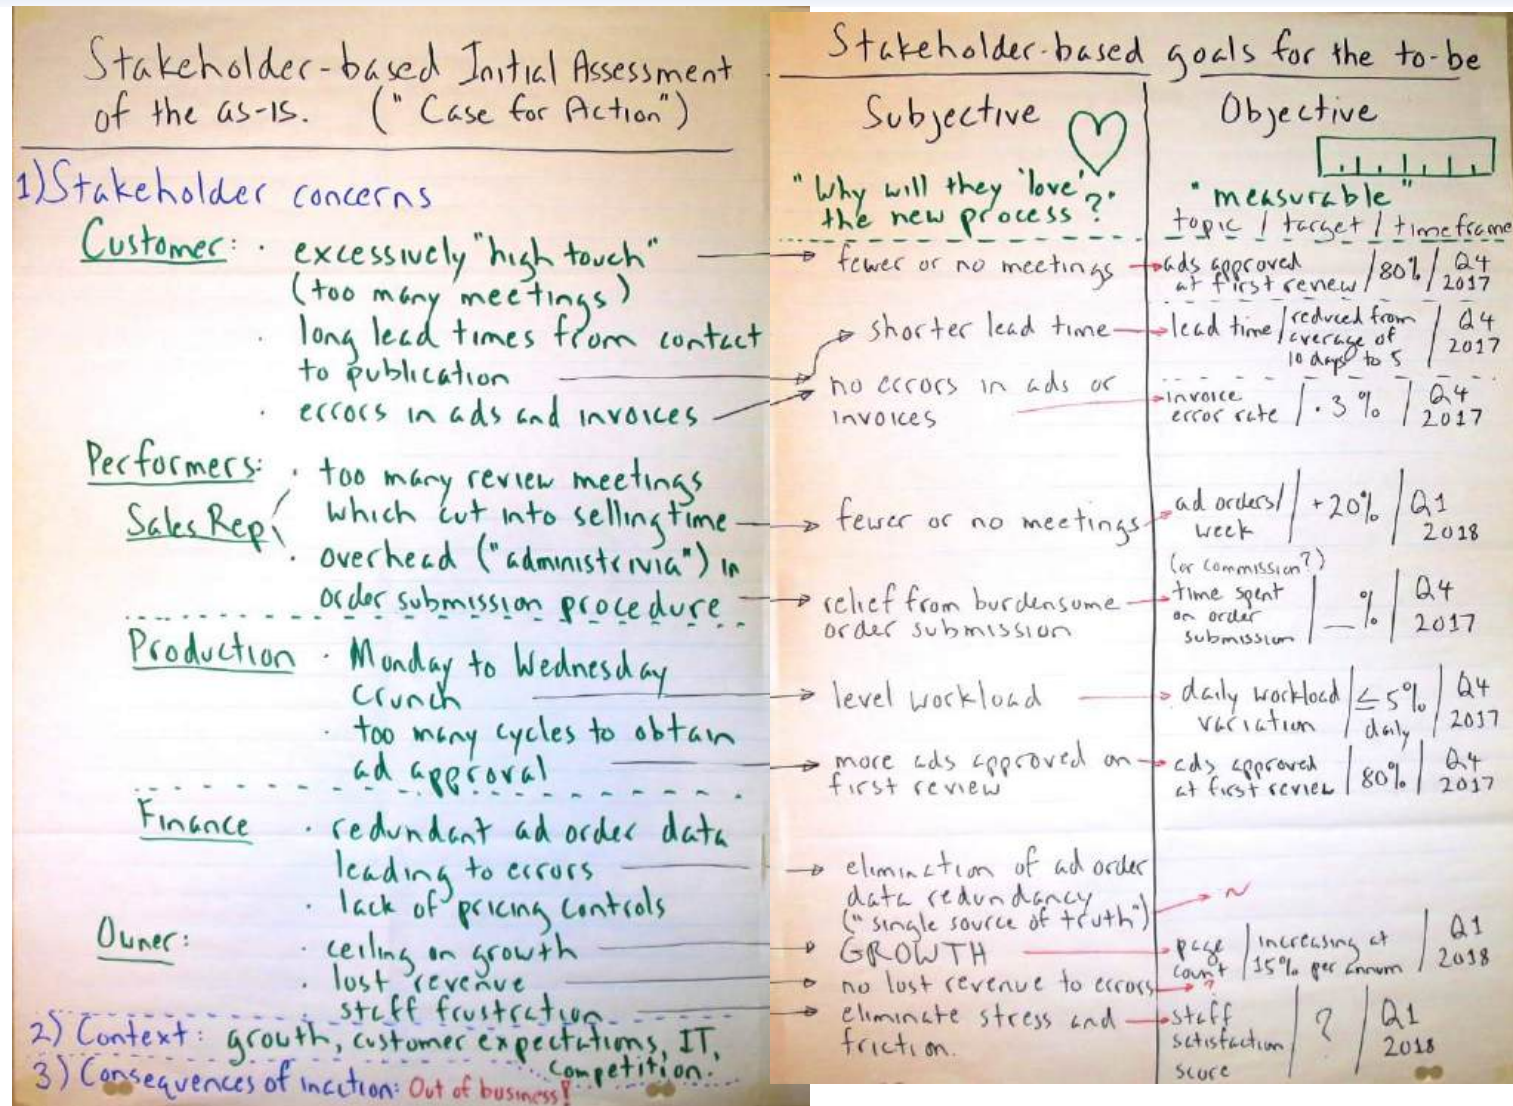 Stakeholder-based Initial Assessment
of the as-is. ("Case for Action")
1) Stakeholder concerns
Customer: · excessively "high touch"
(too many meetings)
· long lead times from contact
to publication
· errors in ads and invoices
Performers: · too many review meetings
Sales Rep which cut into selling time
· overhead ("administrivia") in
order submission procedure
Production · Monday to Wednesday
crunch
· too many cycles to obtain
ad approval
Finance · redundant ad order data
leading to errors
· lack of pricing controls
Owner: · ceiling on growth
· lost revenue
staff frustration
2) Context: growth, customer expectations, IT,
competition.
3) Consequences of inaction: Out of business!
Stakeholder-based goals for the to-be
Subjective
"Why will they 'love'
the new process?"
fewer or no meetings
shorter lead time
no errors in ads or
invoices
fewer or no meetings
relief from burdensome
order submission
level workload
more ads approved on
first review
elimination of ad order
data redundancy
("single source of truth")
GROWTH
no lost revenue to errors
eliminate stress and
friction.
Objective
"measurable"
topic / target / timeframe
ads approved
at first review / 80% / Q4
2017
lead time / reduced from
average of
10 days to 5 / Q4
2017
invoice
error rate / .3% / Q4
2017
ad orders/
week / +20% / Q1
2018
(or commission?)
time spent
on order
submission / __% / Q4
2017
daily workload
variation / ≤5%
daily / Q4
2017
ads approved
at first review / 80% / Q4
2017
~
page
count / increasing at
15% per annum / Q1
2018
?
staff
satisfaction
score / ? / Q1
2018